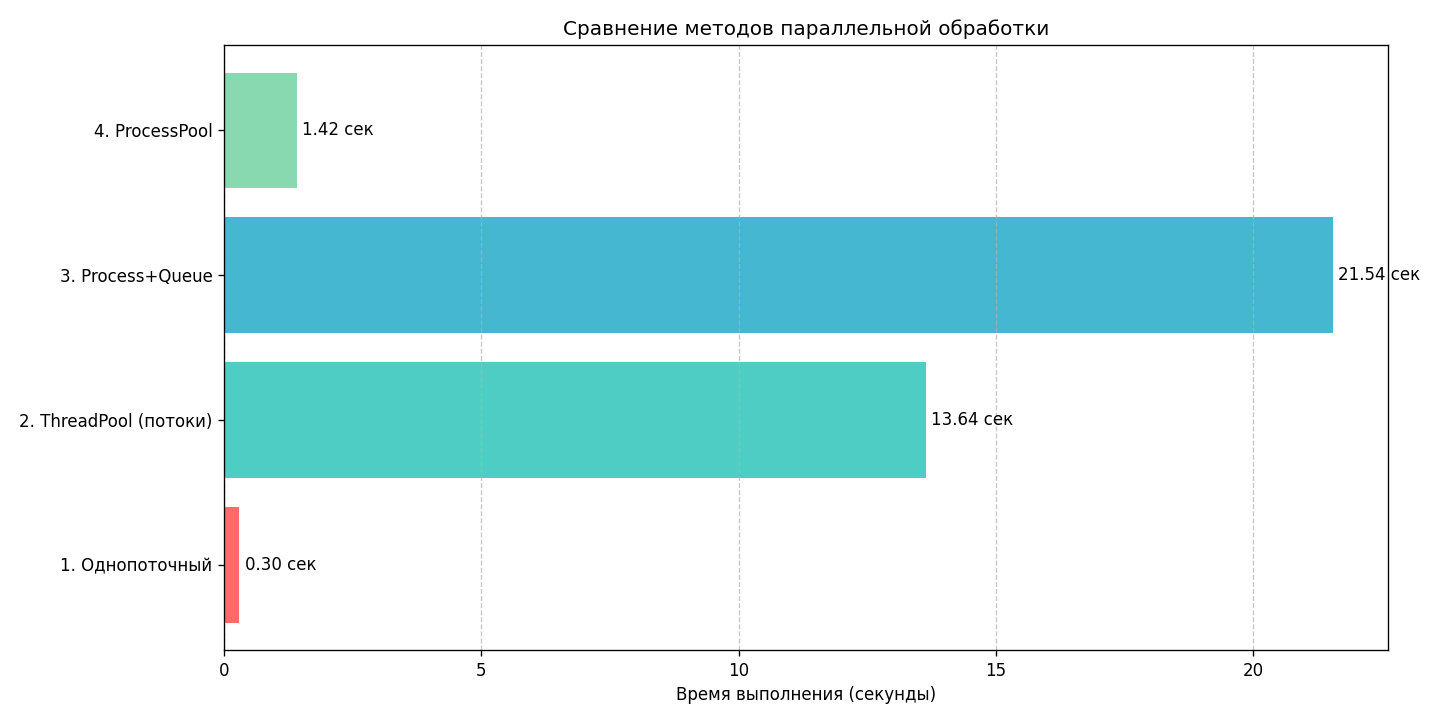 Сравнение методов параллельной обработки
4. ProcessPool
1.42 сек
3. Process+Queue
21.54 сек
2. ThreadPool (потоки)
13.64 сек
1. Однопоточный
0.30 сек
0 5 10 15 20
Время выполнения (секунды)